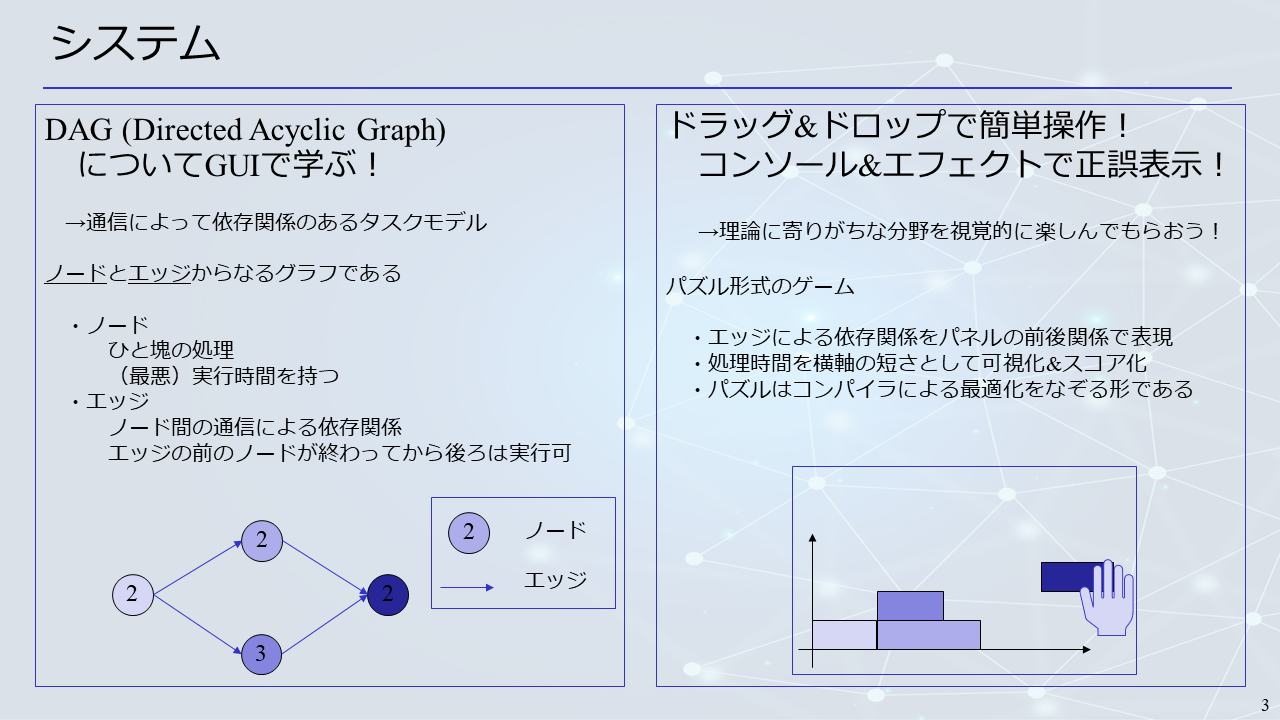 システム
DAG (Directed Acyclic Graph)
についてGUIで学ぶ！
→通信によって依存関係のあるタスクモデル
ノードとエッジからなるグラフである
・ノード
ひと塊の処理
（最悪）実行時間を持つ
・エッジ
ノード間の通信による依存関係
エッジの前のノードが終わってから後ろは実行可
2
2
3
2
2 ノード
エッジ
ドラッグ&ドロップで簡単操作！
コンソール&エフェクトで正誤表示！
→理論に寄りがちな分野を視覚的に楽しんでもらおう！
パズル形式のゲーム
・エッジによる依存関係をパネルの前後関係で表現
・処理時間を横軸の短さとして可視化&スコア化
・パズルはコンパイラによる最適化をなぞる形である
3